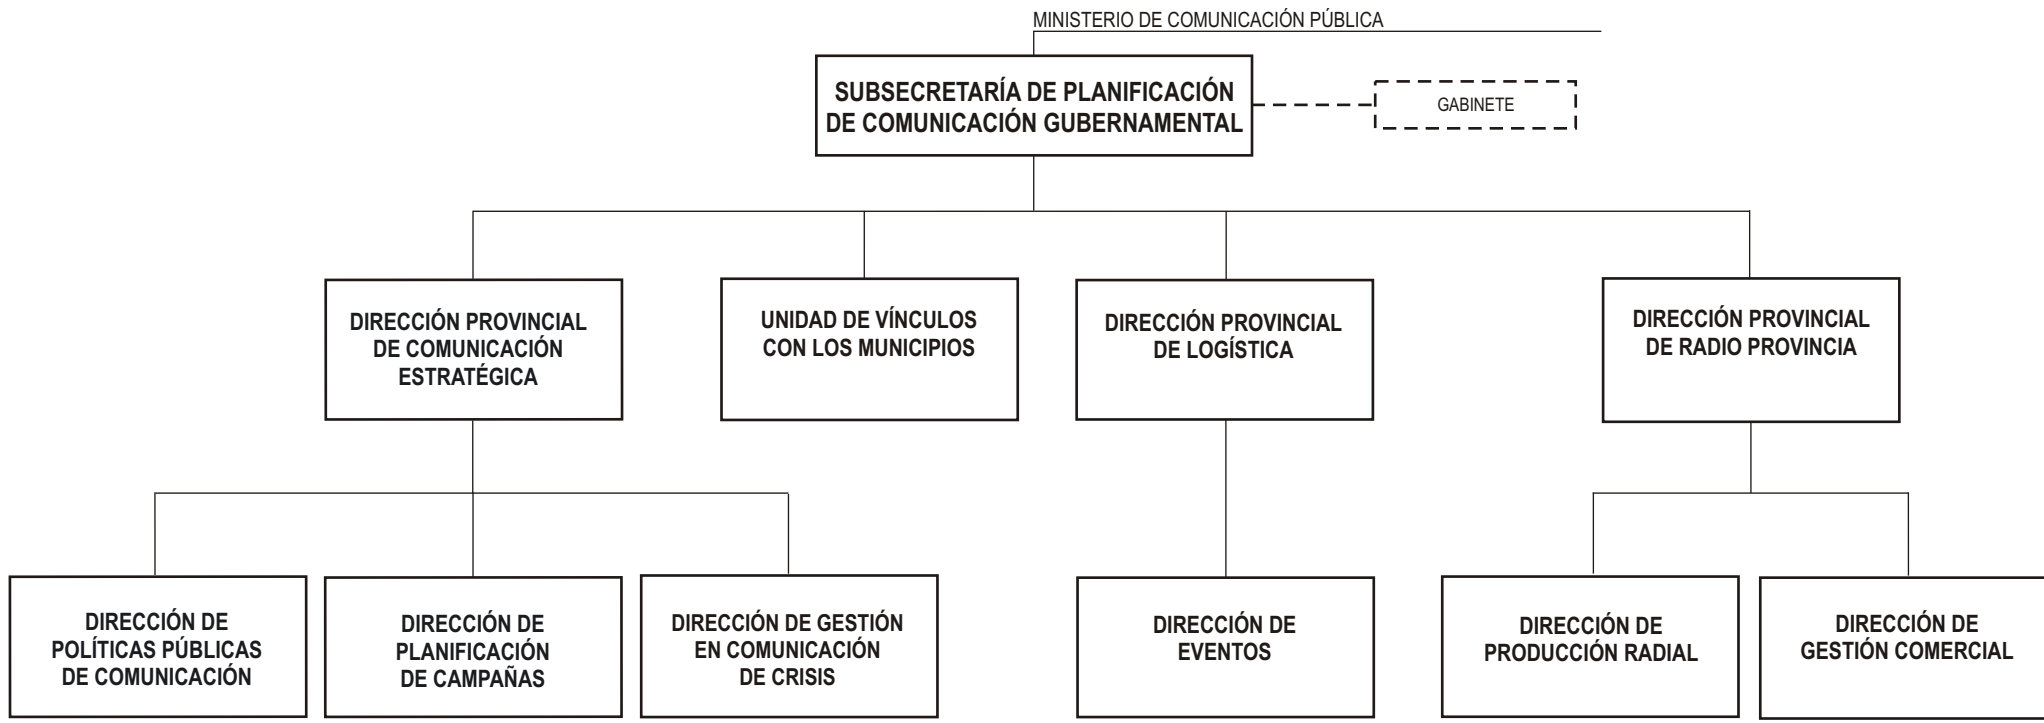 MINISTERIO DE COMUNICACIÓN PÚBLICA
SUBSECRETARÍA DE PLANIFICACIÓN
DE COMUNICACIÓN GUBERNAMENTAL
GABINETE
DIRECCIÓN PROVINCIAL
DE COMUNICACIÓN
ESTRATÉGICA
UNIDAD DE VÍNCULOS
CON LOS MUNICIPIOS
DIRECCIÓN PROVINCIAL
DE LOGÍSTICA
DIRECCIÓN PROVINCIAL
DE RADIO PROVINCIA
DIRECCIÓN DE
POLÍTICAS PÚBLICAS
DE COMUNICACIÓN
DIRECCIÓN DE
PLANIFICACIÓN
DE CAMPAÑAS
DIRECCIÓN DE GESTIÓN
EN COMUNICACIÓN
DE CRISIS
DIRECCIÓN DE
EVENTOS
DIRECCIÓN DE
PRODUCCIÓN RADIAL
DIRECCIÓN DE
GESTIÓN COMERCIAL